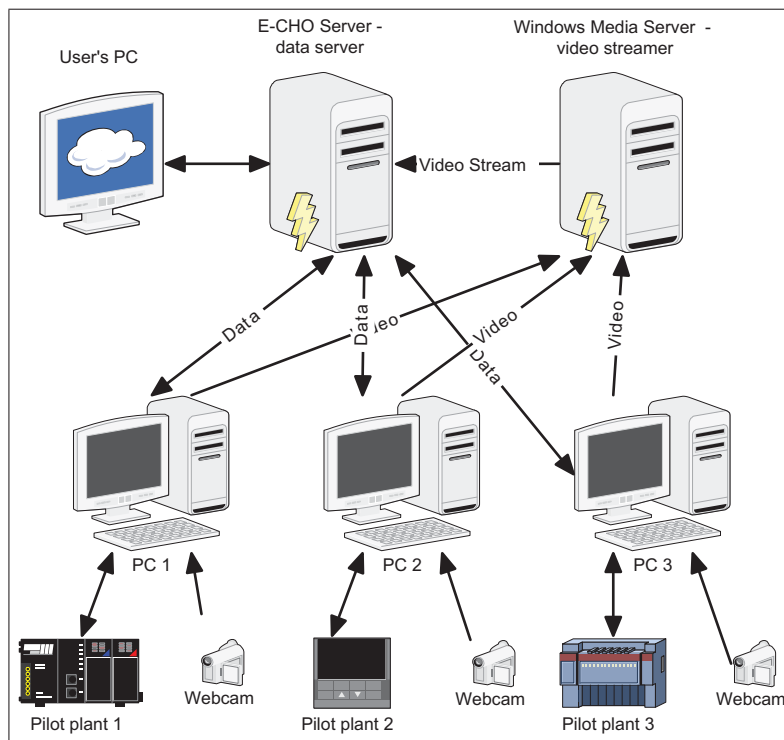 E-CHO Server -
data server
Windows Media Server -
video streamer
User's PC
Video Stream
Data
Video
Data
Video
Data
Video
PC 1
PC 2
PC 3
Webcam
Webcam
Webcam
Pilot plant 1
Pilot plant 2
Pilot plant 3